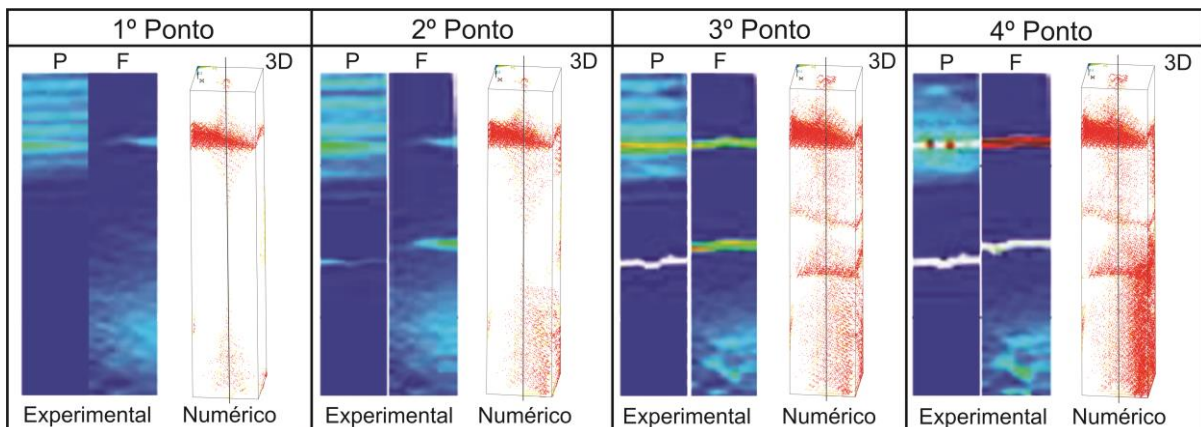 1º Ponto
2º Ponto
3º Ponto
4º Ponto
P F 3D
P F 3D
P F 3D
P F 3D
Experimental Numérico
Experimental Numérico
Experimental Numérico
Experimental Numérico